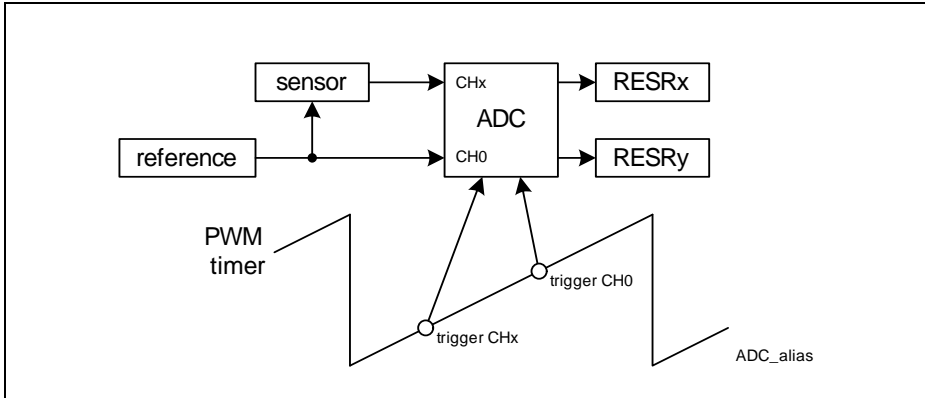 sensor
CHx
RESRx
ADC
reference
CH0
RESRy
PWM
timer
trigger CH0
trigger CHx
ADC_alias